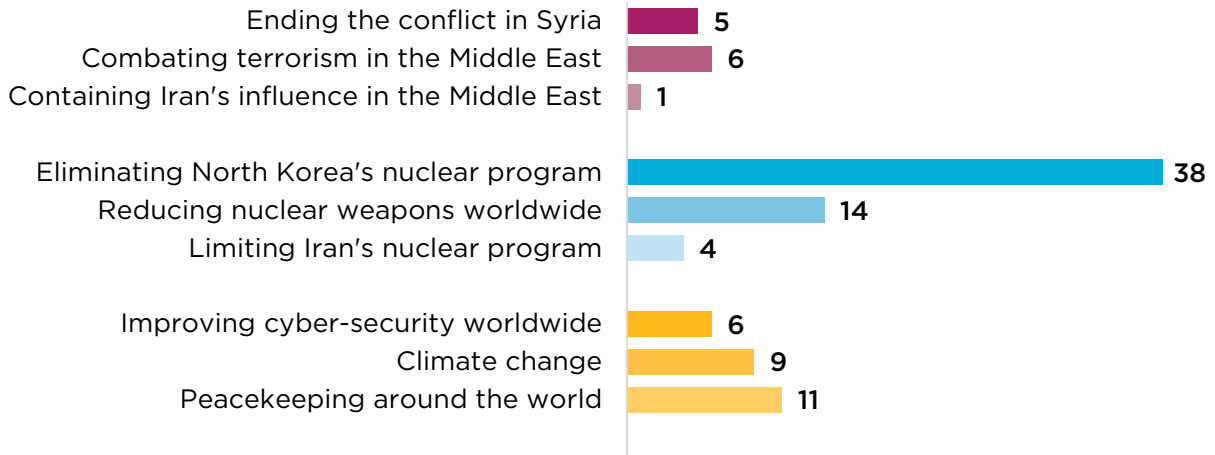 Ending the conflict in Syria 5
Combating terrorism in the Middle East 6
Containing Iran's influence in the Middle East 1
Eliminating North Korea's nuclear program 38
Reducing nuclear weapons worldwide 14
Limiting Iran's nuclear program 4
Improving cyber-security worldwide 6
Climate change 9
Peacekeeping around the world 11